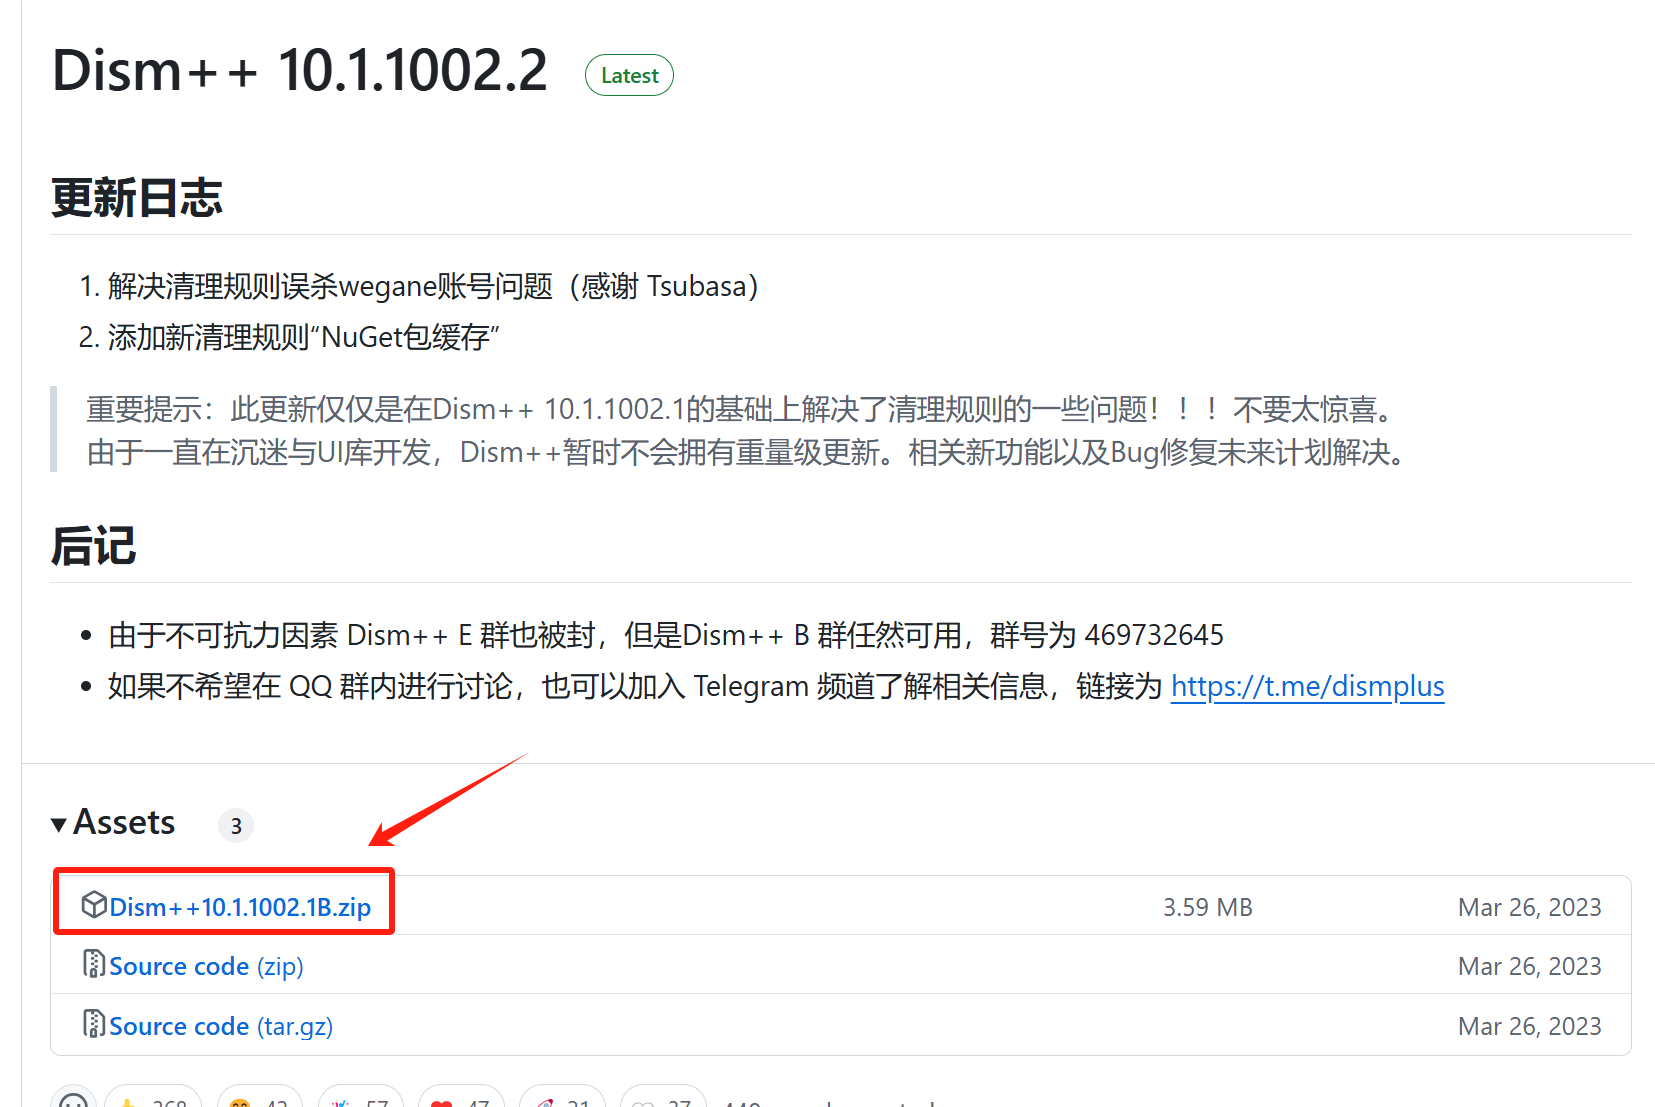 Dism++ 10.1.1002.2 Latest
更新日志
1. 解决清理规则误杀wegane账号问题（感谢 Tsubasa）
2. 添加新清理规则“NuGet包缓存”
重要提示：此更新仅仅是在Dism++ 10.1.1002.1的基础上解决了清理规则的一些问题！！！不要太惊喜。
由于一直在沉迷与UI库开发，Dism++暂时不会拥有重量级更新。相关新功能以及Bug修复未来计划解决。
后记
由于不可抗力因素 Dism++ E 群也被封，但是Dism++ B 群任然可用，群号为 469732645
如果不希望在 QQ 群内进行讨论，也可以加入 Telegram 频道了解相关信息，链接为 https://t.me/dismplus
Assets 3
Dism++10.1.1002.1B.zip 3.59 MB Mar 26, 2023
Source code (zip) Mar 26, 2023
Source code (tar.gz) Mar 26, 2023